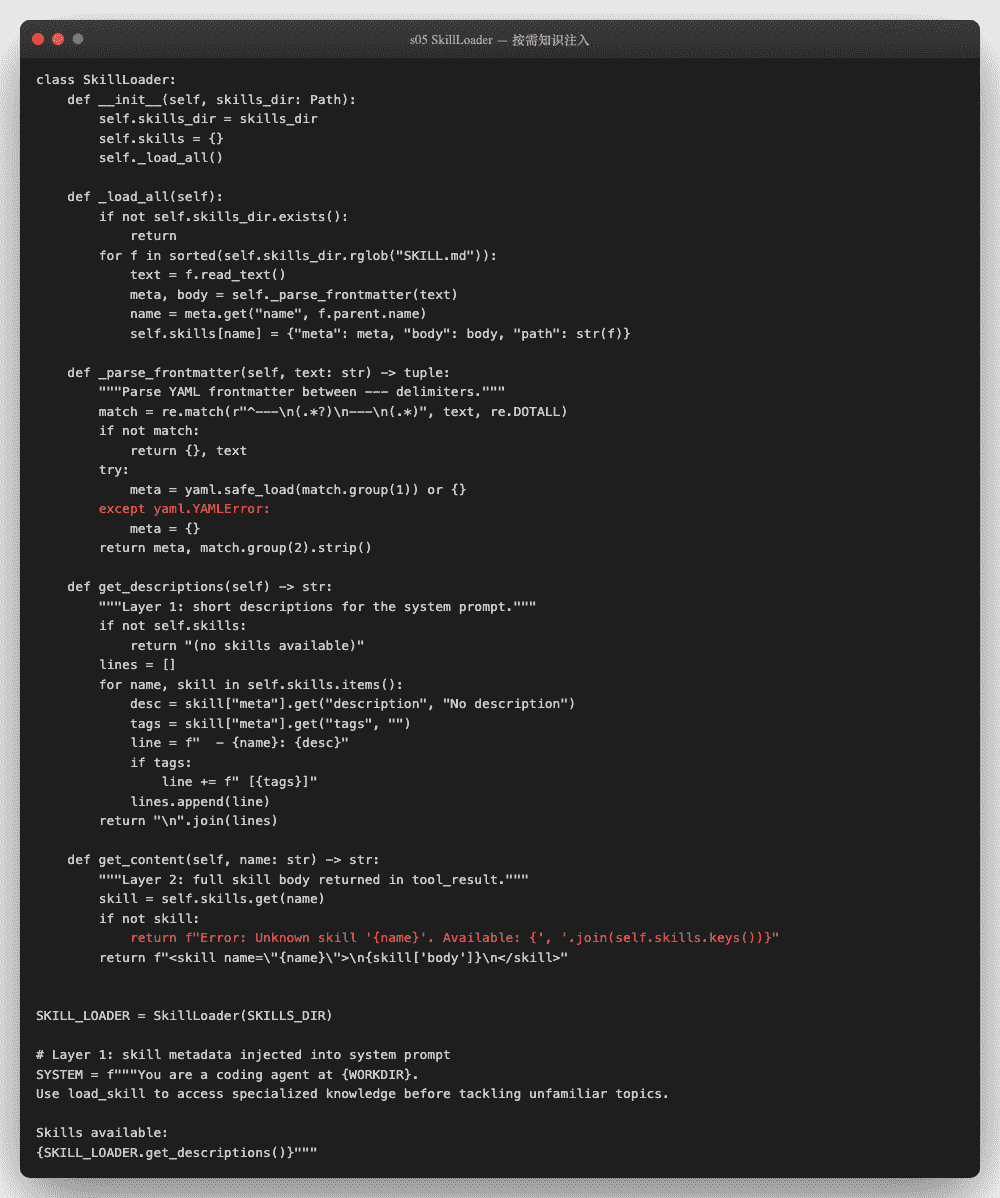 s05 SkillLoader — 按需知识注入
class SkillLoader:
    def __init__(self, skills_dir: Path):
        self.skills_dir = skills_dir
        self.skills = {}
        self._load_all()

    def _load_all(self):
        if not self.skills_dir.exists():
            return
        for f in sorted(self.skills_dir.rglob("SKILL.md")):
            text = f.read_text()
            meta, body = self._parse_frontmatter(text)
            name = meta.get("name", f.parent.name)
            self.skills[name] = {"meta": meta, "body": body, "path": str(f)}

    def _parse_frontmatter(self, text: str) -> tuple:
        """Parse YAML frontmatter between --- delimiters."""
        match = re.match(r"^---\n(.*?)\n---\n(.*)", text, re.DOTALL)
        if not match:
            return {}, text
        try:
            meta = yaml.safe_load(match.group(1)) or {}
        except yaml.YAMLError:
            meta = {}
        return meta, match.group(2).strip()

    def get_descriptions(self) -> str:
        """Layer 1: short descriptions for the system prompt."""
        if not self.skills:
            return "(no skills available)"
        lines = []
        for name, skill in self.skills.items():
            desc = skill["meta"].get("description", "No description")
            tags = skill["meta"].get("tags", "")
            line = f"  - {name}: {desc}"
            if tags:
                line += f" [{tags}]"
            lines.append(line)
        return "\n".join(lines)

    def get_content(self, name: str) -> str:
        """Layer 2: full skill body returned in tool_result."""
        skill = self.skills.get(name)
        if not skill:
            return f"Error: Unknown skill '{name}'. Available: {', '.join(self.skills.keys())}"
        return f"<skill name=\"{name}\">\n{skill['body']}\n</skill>"


SKILL_LOADER = SkillLoader(SKILLS_DIR)

# Layer 1: skill metadata injected into system prompt
SYSTEM = f"""You are a coding agent at {WORKDIR}.
Use load_skill to access specialized knowledge before tackling unfamiliar topics.

Skills available:
{SKILL_LOADER.get_descriptions()}"""